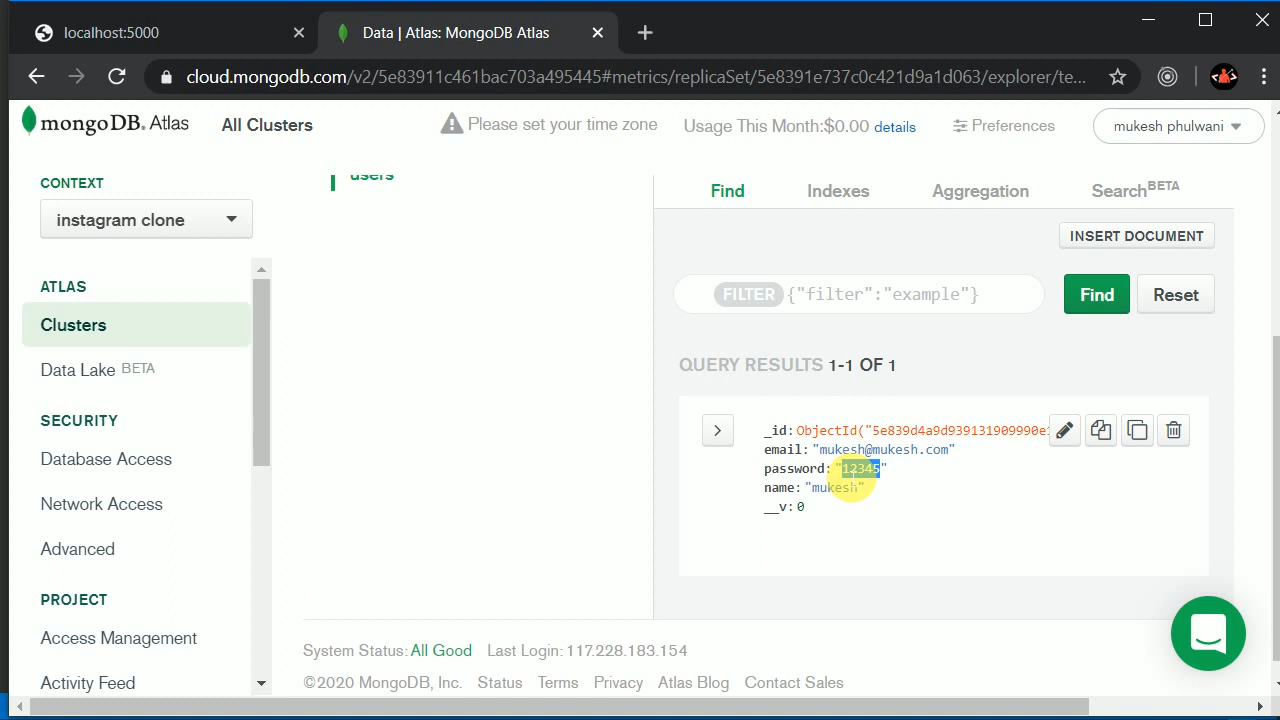 localhost:5000
Data | Atlas: MongoDB Atlas
cloud.mongodb.com/v2/5e83911c461bac703a495445#metrics/replicaSet/5e8391e737c0c421d9a1d063/explorer/te...
mongoDB. Atlas
All Clusters
Please set your time zone
Usage This Month:$0.00 details
Preferences
mukesh phulwani
CONTEXT
instagram clone
ATLAS
Clusters
Data Lake BETA
SECURITY
Database Access
Network Access
Advanced
PROJECT
Access Management
Activity Feed
users
Find
Indexes
Aggregation
Search BETA
INSERT DOCUMENT
FILTER {"filter":"example"}
Find
Reset
QUERY RESULTS 1-1 OF 1
_id: ObjectId("5e839d4a9d939131909990e
email: "mukesh@mukesh.com"
password: "12345"
name: "mukesh"
__v: 0
System Status: All Good Last Login: 117.228.183.154
©2020 MongoDB, Inc. Status Terms Privacy Atlas Blog Contact Sales